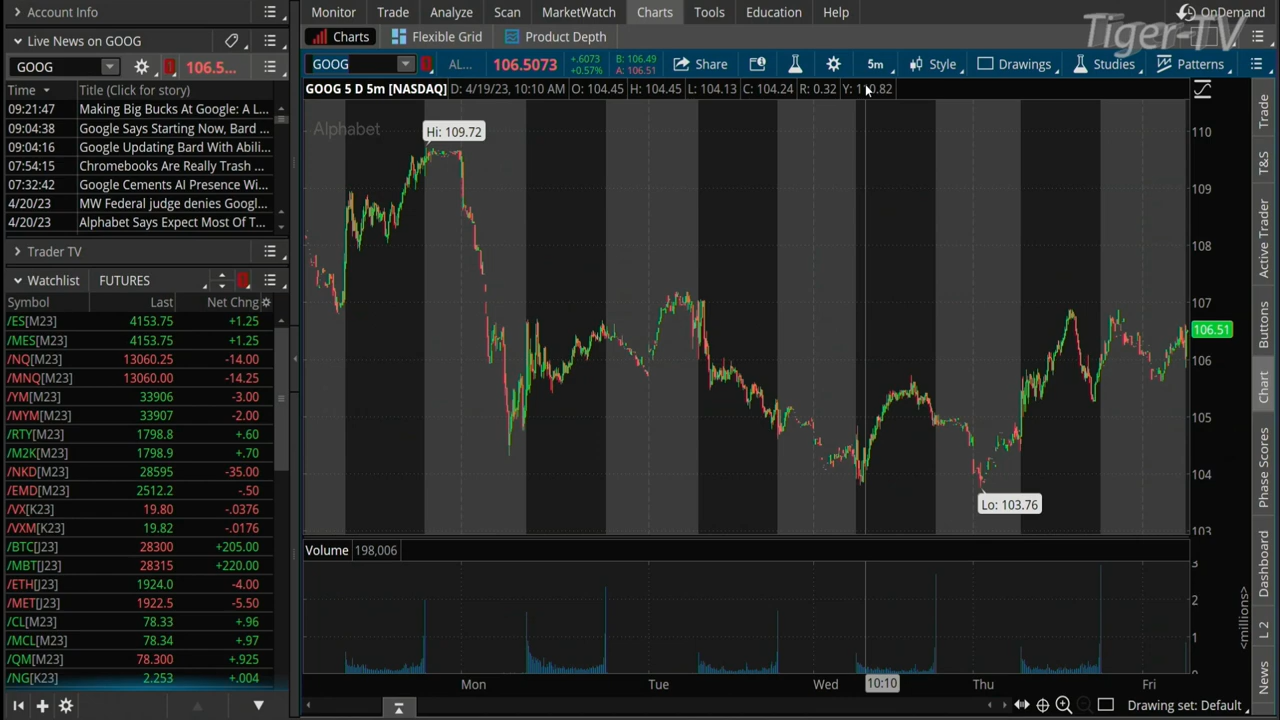 Account Info
Monitor Trade Analyze Scan MarketWatch Charts Tools Education Help
OnDemand
Tiger-TV
Live News on GOOG
Charts Flexible Grid Product Depth
GOOG 1 106.5...
GOOG AL... 106.5073 +.6073 +0.57% B: 106.49 A: 106.51 Share 5m Style Drawings Studies Patterns
Time Title (Click for story)
GOOG 5 D 5m [NASDAQ] D: 4/19/23, 10:10 AM O: 104.45 H: 104.45 L: 104.13 C: 104.24 R: 0.32
09:21:47 Making Big Bucks At Google: A L...
09:04:38 Google Says Starting Now, Bard ...
09:04:16 Google Updating Bard With Abili...
07:54:15 Chromebooks Are Really Trash ...
07:32:42 Google Cements AI Presence Wi...
4/20/23 MW Federal judge denies Googl...
4/20/23 Alphabet Says Expect Most Of T...
Trader TV
Watchlist FUTURES
Symbol Last Net Chng
/ES[M23] 4153.75 +1.25
/MES[M23] 4153.75 +1.25
/NQ[M23] 13060.25 -14.00
/MNQ[M23] 13060.00 -14.25
/YM[M23] 33906 -3.00
/MYM[M23] 33907 -2.00
/RTY[M23] 1798.8 +.60
/M2K[M23] 1798.9 +.70
/NKD[M23] 28595 -35.00
/EMD[M23] 2512.2 -.50
/VX[K23] 19.80 -.0376
/VXM[K23] 19.82 -.0176
/BTC[J23] 28300 +205.00
/MBT[J23] 28315 +220.00
/ETH[J23] 1924.0 -4.00
/MET[J23] 1922.5 -5.50
/CL[M23] 78.33 +.96
/MCL[M23] 78.34 +.97
/QM[M23] 78.300 +.925
/NG[K23] 2.253 +.004
Alphabet
Hi: 109.72
Lo: 103.76
110
109
108
107
106.51
106
105
104
103
Volume 198,006
3
2
1
<millions>
Mon Tue Wed 10:10 Thu Fri
Drawing set: Default
Trade
T&S
Active Trader
Buttons
Chart
Phase Scores
Dashboard
L 2
News